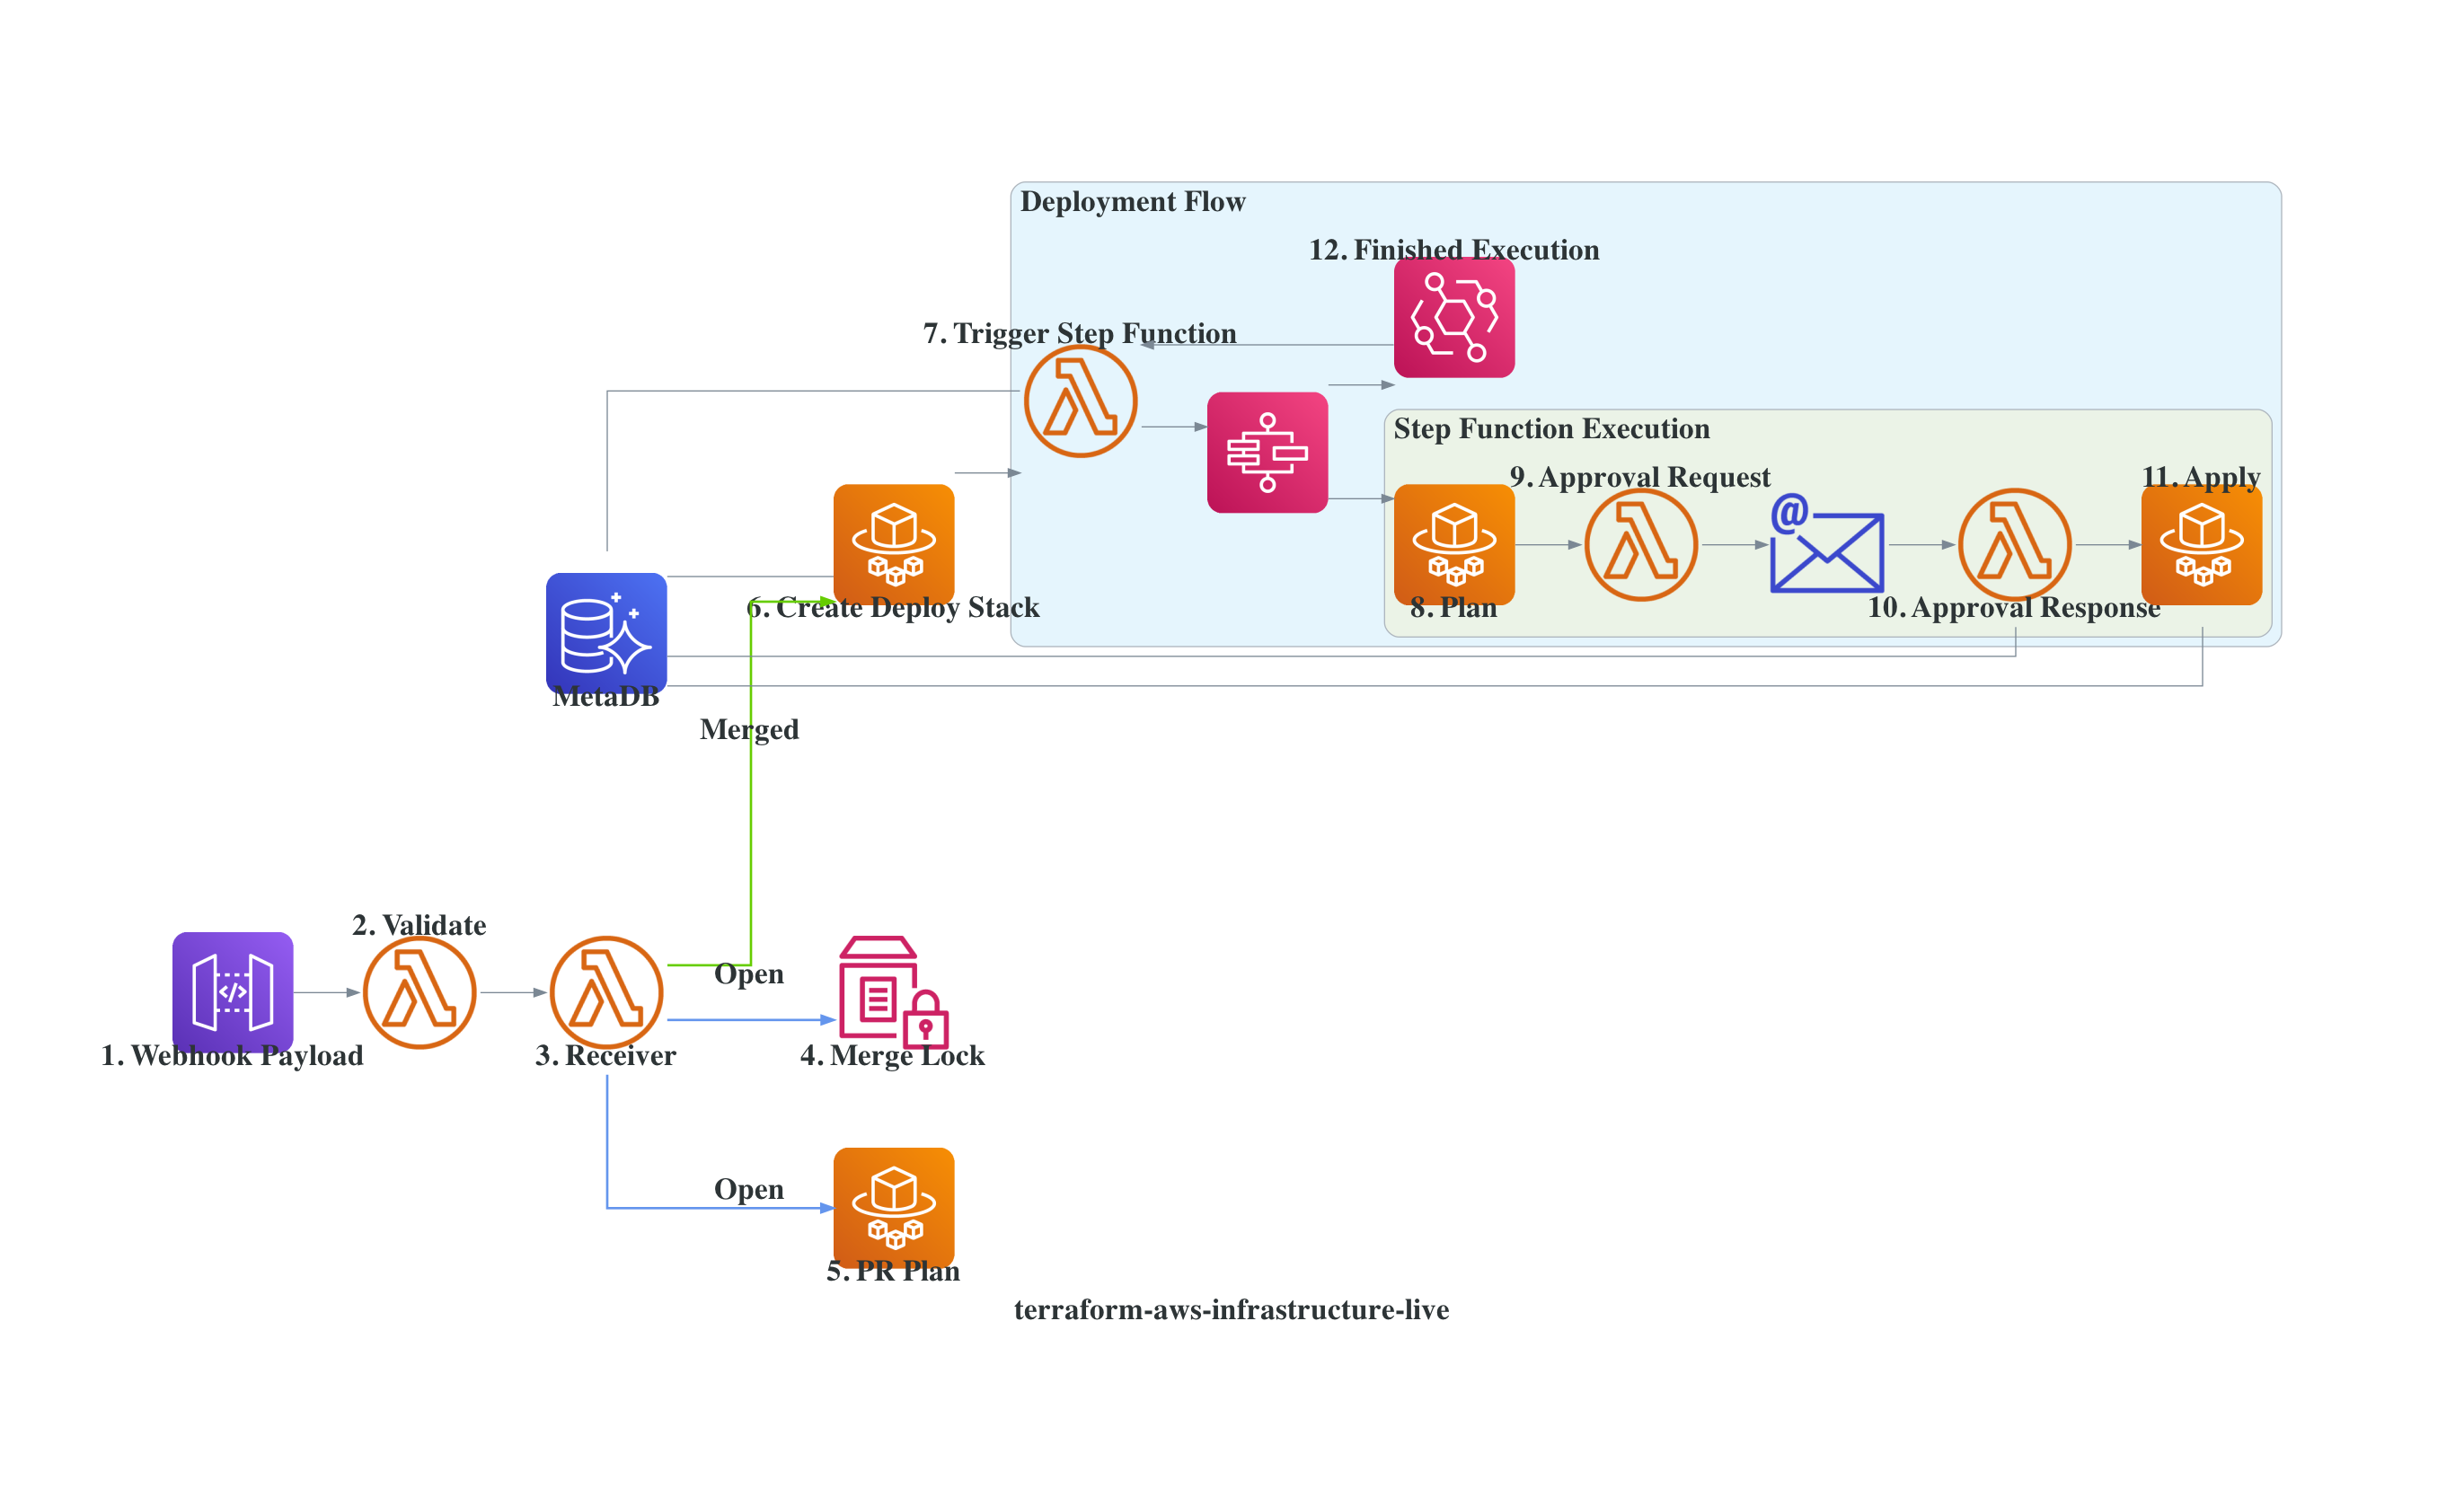 Deployment Flow
12. Finished Execution
7. Trigger Step Function
Step Function Execution
9. Approval Request
11. Apply
@
6. Create Deploy Stack
8. Plan
10. Approval Response
MetaDB
Merged
2. Validate
Open
</>
1. Webhook Payload
3. Receiver
4. Merge Lock
Open
5. PR Plan
terraform-aws-infrastructure-live